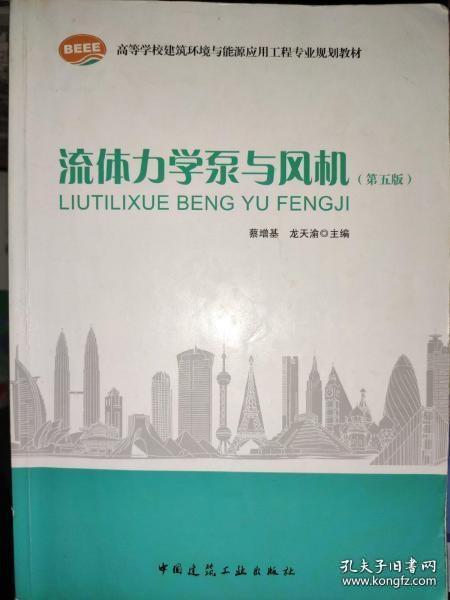 BEEE
高等学校建筑环境与能源应用工程专业规划教材
流体力学泵与风机（第五版）
LIUTILIXUE BENG YU FENGJI
蔡增基 龙天渝◎主编
中国建筑工业出版社
孔夫子旧书网
www.kongfz.com